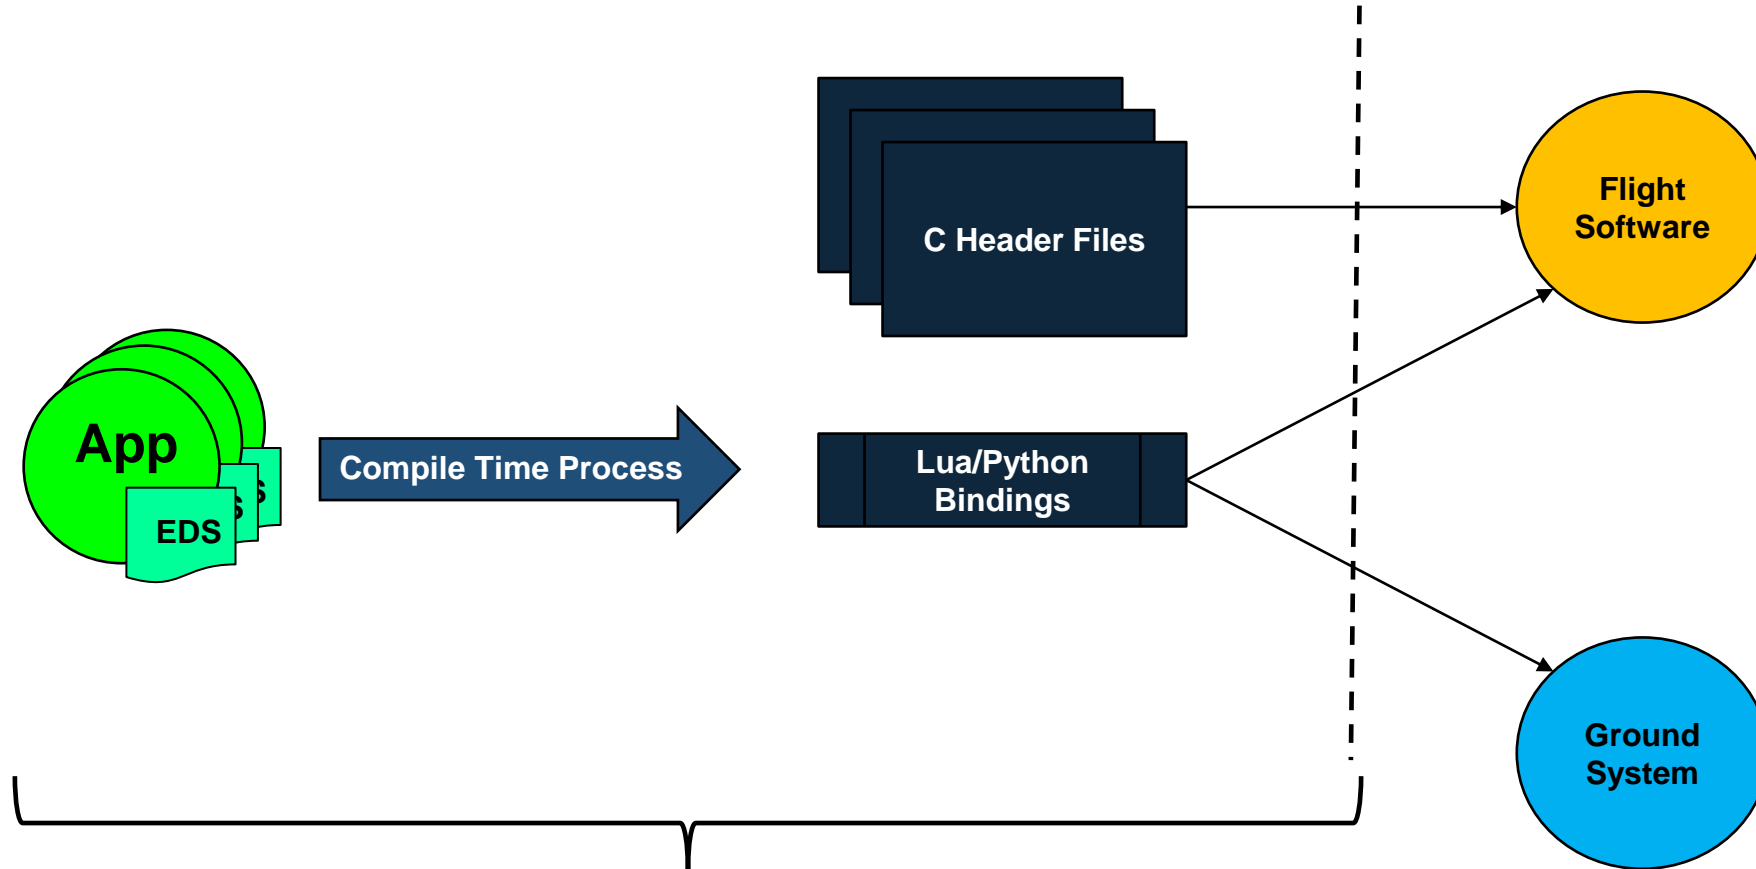 C Header Files
Flight
Software
App
EDS
S
S
Compile Time Process
Lua/Python
Bindings
Ground
System